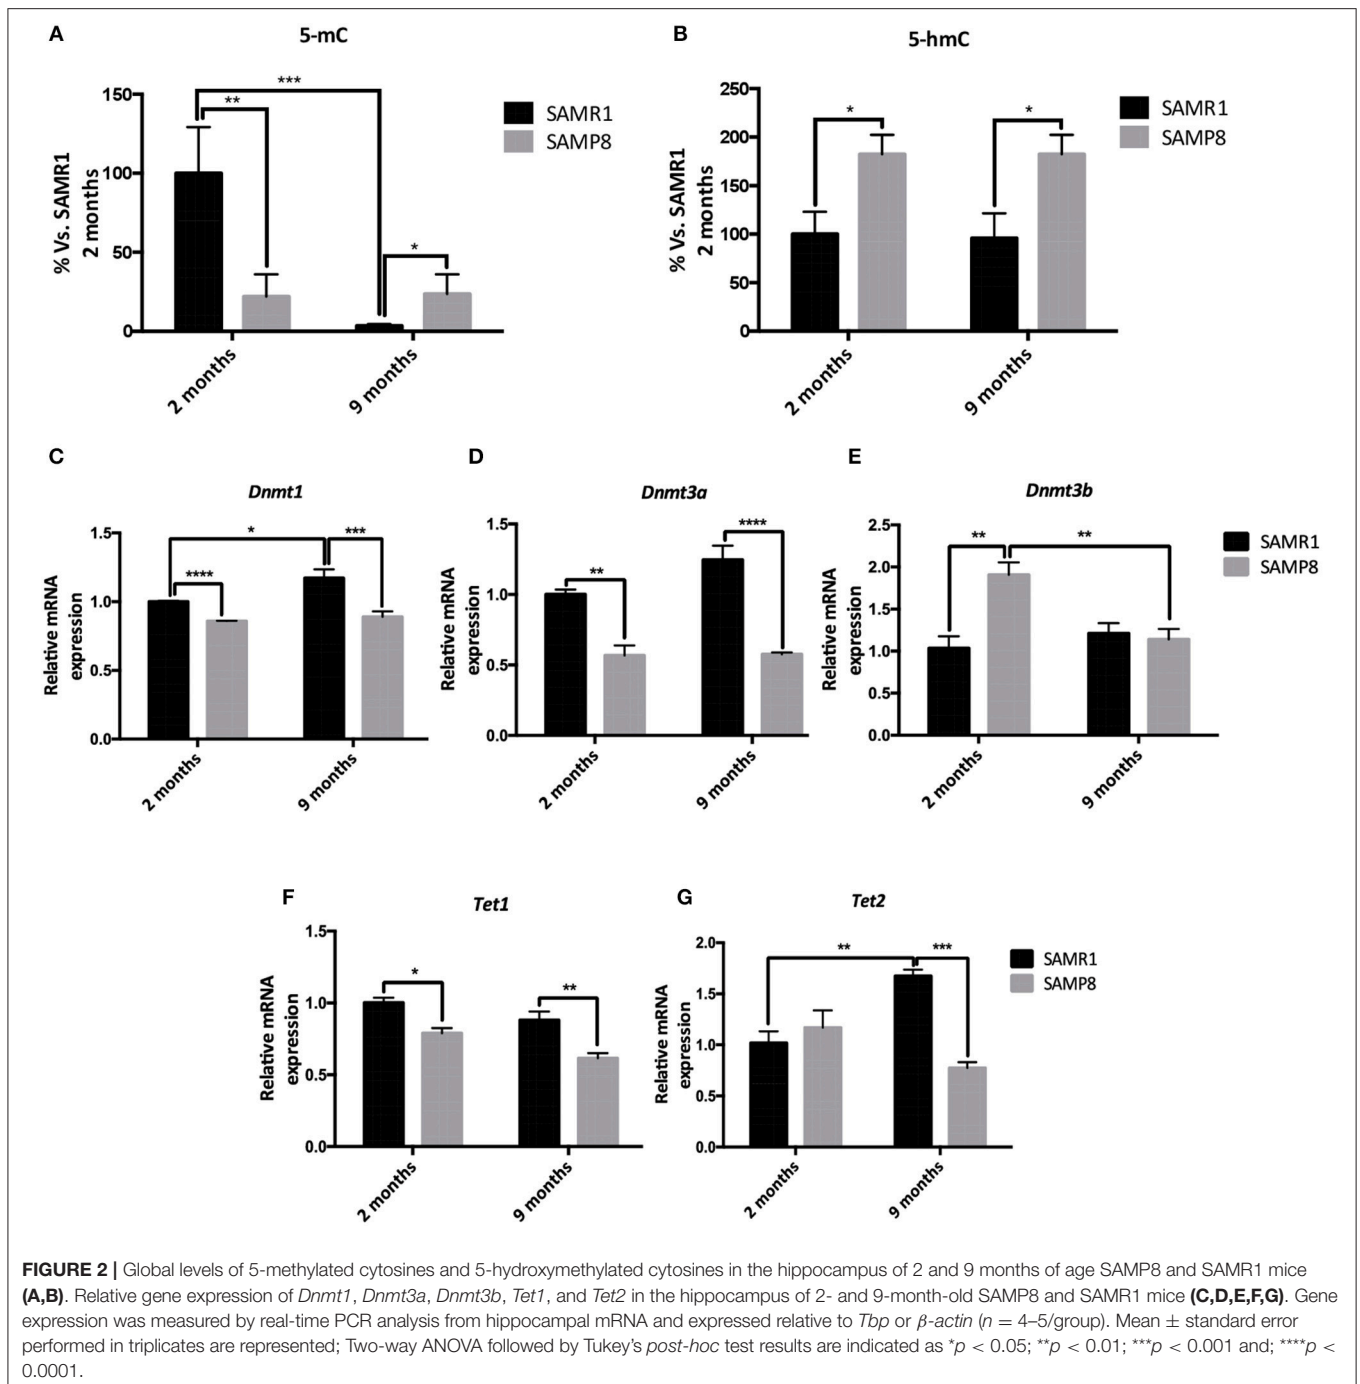 A
5-mC
% Vs. SAMR1
2 months
150
100
50
0
***
**
*
2 months
9 months
SAMR1
SAMP8
B
5-hmC
% Vs. SAMR1
2 months
250
200
150
100
50
0
*
*
2 months
9 months
SAMR1
SAMP8
C
Dnmt1
Relative mRNA
expression
1.5
1.0
0.5
0.0
****
*
***
2 months
9 months
D
Dnmt3a
Relative mRNA
expression
1.5
1.0
0.5
0.0
**
****
2 months
9 months
E
Dnmt3b
Relative mRNA
expression
2.5
2.0
1.5
1.0
0.5
0.0
**
**
2 months
9 months
SAMR1
SAMP8
F
Tet1
Relative mRNA
expression
1.5
1.0
0.5
0.0
*
**
2 months
9 months
G
Tet2
Relative mRNA
expression
2.0
1.5
1.0
0.5
0.0
**
***
2 months
9 months
SAMR1
SAMP8
FIGURE 2 | Global levels of 5-methylated cytosines and 5-hydroxymethylated cytosines in the hippocampus of 2 and 9 months of age SAMP8 and SAMR1 mice
(A,B). Relative gene expression of Dnmt1, Dnmt3a, Dnmt3b, Tet1, and Tet2 in the hippocampus of 2- and 9-month-old SAMP8 and SAMR1 mice (C,D,E,F,G). Gene
expression was measured by real-time PCR analysis from hippocampal mRNA and expressed relative to Tbp or β-actin (n = 4–5/group). Mean ± standard error
performed in triplicates are represented; Two-way ANOVA followed by Tukey's post-hoc test results are indicated as *p < 0.05; **p < 0.01; ***p < 0.001 and; ****p <
0.0001.